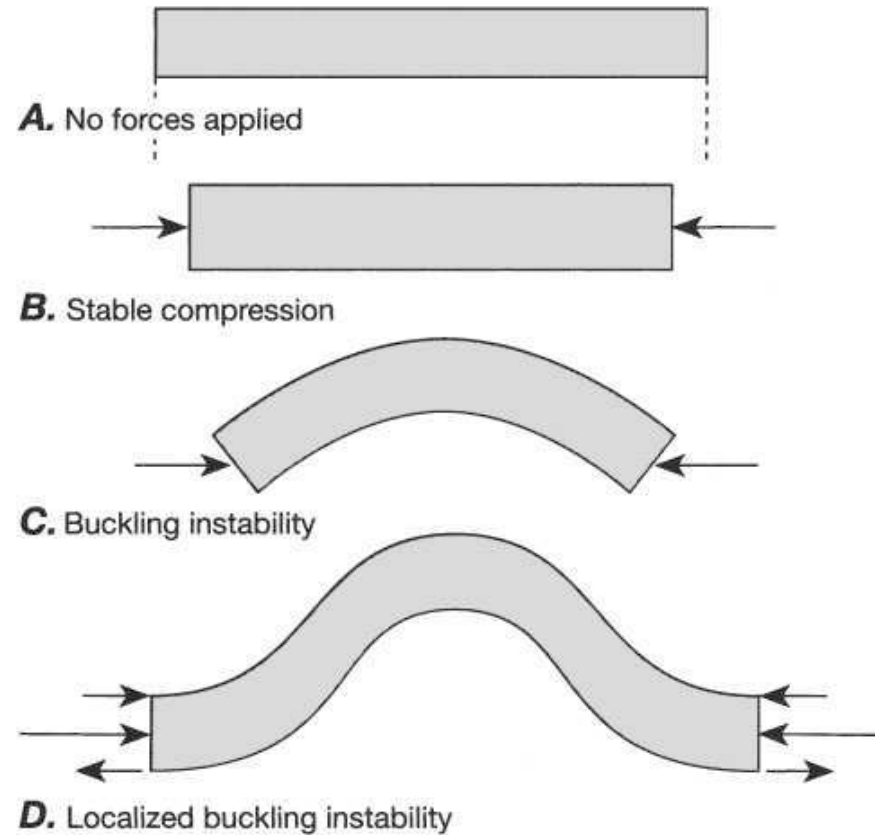 A. No forces applied
B. Stable compression
C. Buckling instability
D. Localized buckling instability